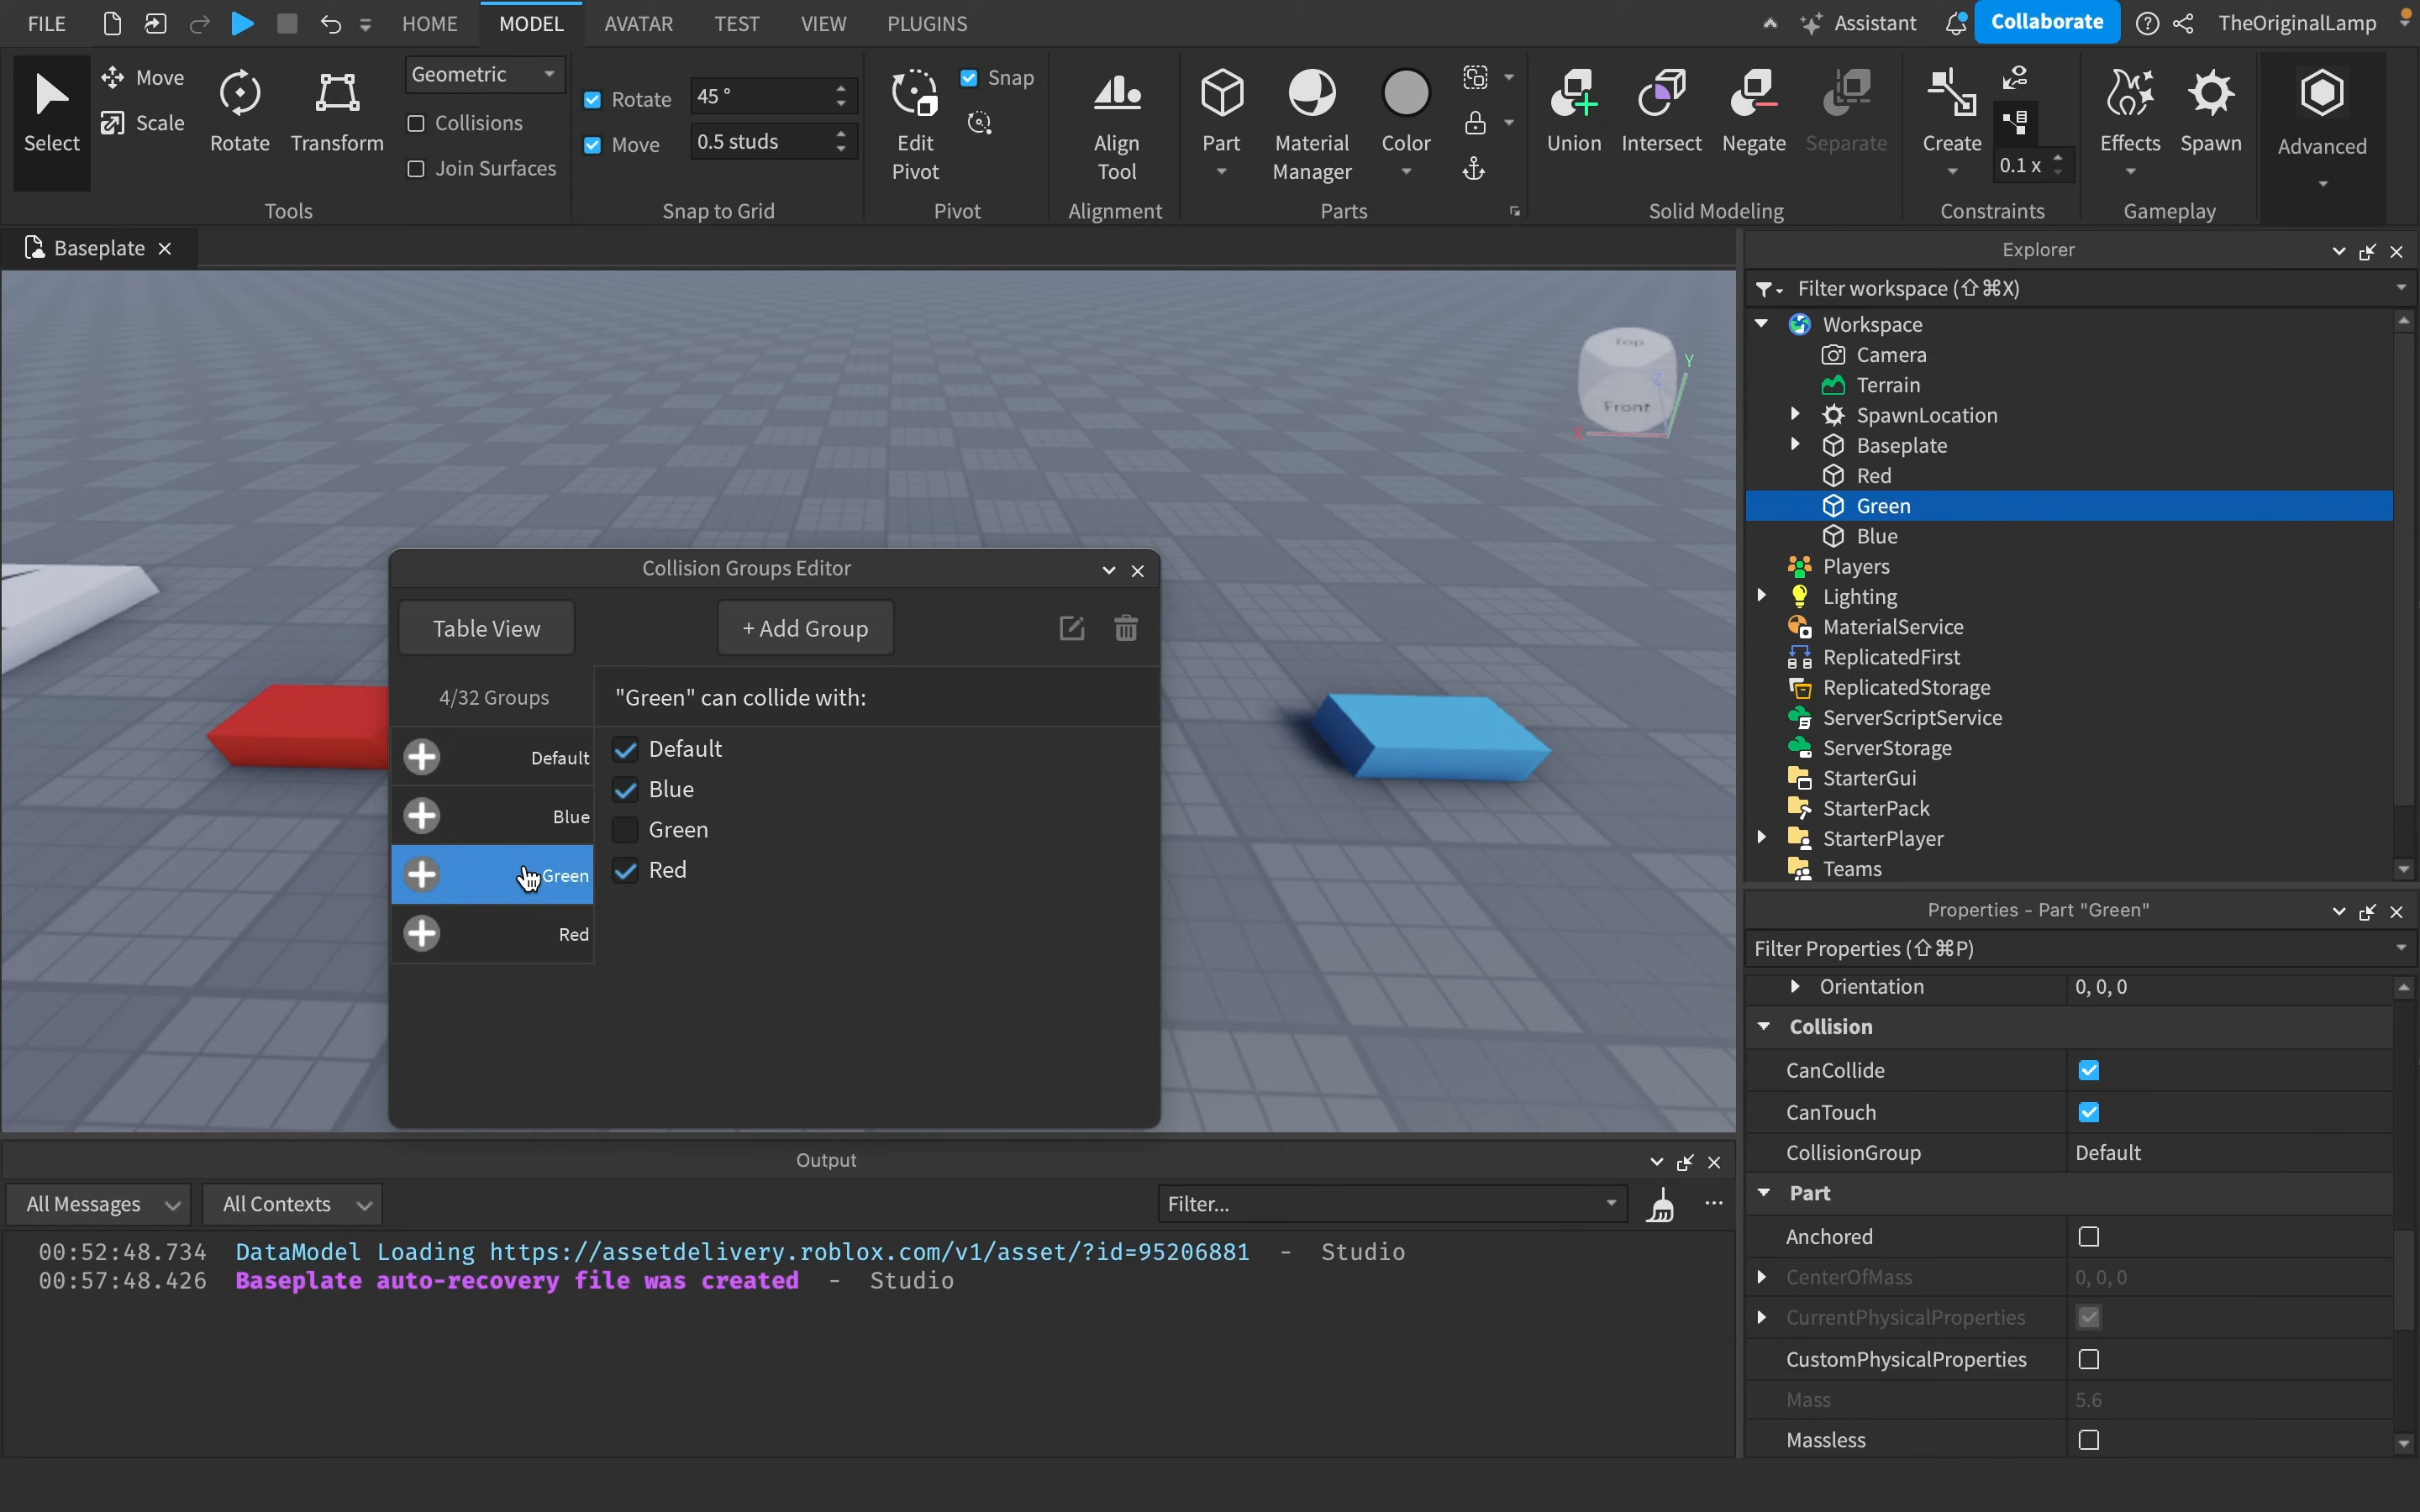 FILE HOME MODEL AVATAR TEST VIEW PLUGINS Assistant Collaborate TheOriginalLamp
Select Move Scale Rotate Transform Geometric Collisions Join Surfaces
Tools
Rotate 45 °
Move 0.5 studs
Snap to Grid
Edit Pivot Snap
Pivot
Align Tool
Alignment
Part Material Manager Color
Parts
Union Intersect Negate Separate
Solid Modeling
Create 0.1 x
Constraints
Effects Spawn
Gameplay
Advanced
Baseplate
Top
Front
X
Y
Z
Collision Groups Editor
Table View + Add Group
4/32 Groups
Default
Blue
Green
Red
"Green" can collide with:
Default
Blue
Green
Red
Output
All Messages All Contexts Filter...
00:52:48.734 DataModel Loading https://assetdelivery.roblox.com/v1/asset/?id=95206881 - Studio
00:57:48.426 Baseplate auto-recovery file was created - Studio
Explorer
Filter workspace (⇧⌘X)
Workspace
Camera
Terrain
SpawnLocation
Baseplate
Red
Green
Blue
Players
Lighting
MaterialService
ReplicatedFirst
ReplicatedStorage
ServerScriptService
ServerStorage
StarterGui
StarterPack
StarterPlayer
Teams
Properties - Part "Green"
Filter Properties (⇧⌘P)
Orientation 0, 0, 0
Collision
CanCollide
CanTouch
CollisionGroup Default
Part
Anchored
CenterOfMass 0, 0, 0
CurrentPhysicalProperties
CustomPhysicalProperties
Mass 5.6
Massless